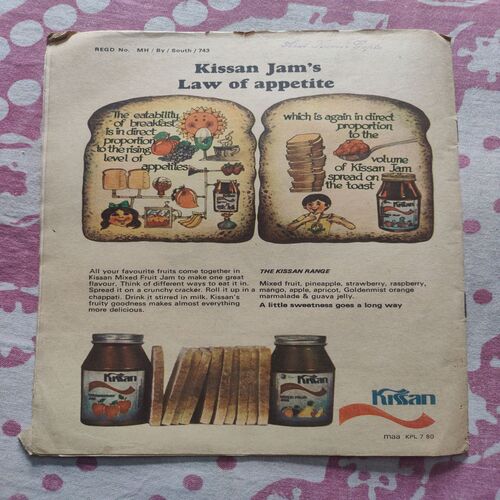 REGD No. MH / By / South / 743
Kissan Jam's
Law of appetite
The eatability
of breakfast
is in direct
proportion
to the rising
level of
appetites
which is again in direct
proportion
to the
volume
of Kissan Jam
spread on
the toast
Kissan
All your favourite fruits come together in
Kissan Mixed Fruit Jam to make one great
flavour. Think of different ways to eat it in.
Spread it on a crunchy cracker. Roll it up in a
chappati. Drink it stirred in milk. Kissan's
fruity goodness makes almost everything
more delicious.
THE KISSAN RANGE
Mixed fruit, pineapple, strawberry, raspberry,
mango, apple, apricot, Goldenmist orange
marmalade & guava jelly.
A little sweetness goes a long way
Kissan
Kissan
MIXED FRUIT
JAM
Kissan
maa KPL 7 80